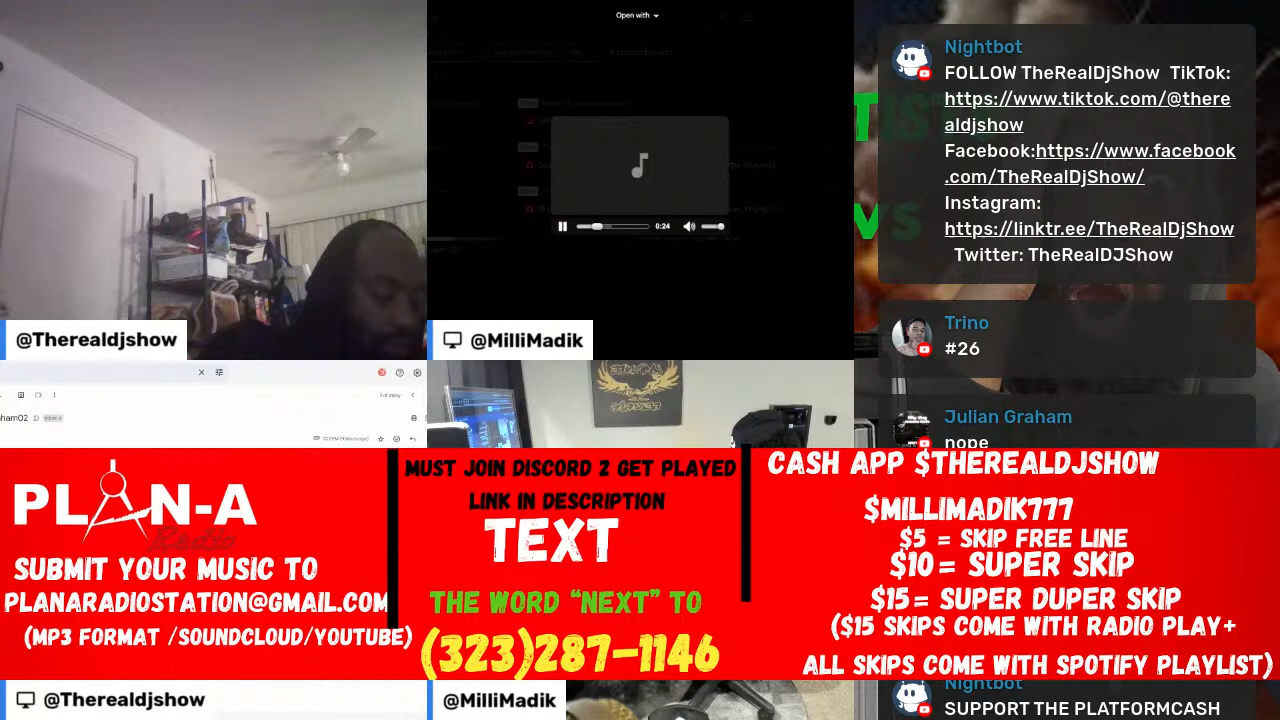 Open with
0:24
@Therealdjshow
@MilliMadik
Nightbot
FOLLOW TheRealDjShow TikTok:
https://www.tiktok.com/@there
aldjshow
Facebook:https://www.facebook
.com/TheRealDjShow/
Instagram:
https://linktr.ee/TheRealDjShow
Twitter: TheRealDJShow
Trino
#26
Julian Graham
nope
ham02
Inbox
PLAN-A
Radio
SUBMIT YOUR MUSIC TO
PLANARADIOSTATION@GMAIL.COM
(MP3 FORMAT /SOUNDCLOUD/YOUTUBE)
MUST JOIN DISCORD 2 GET PLAYED
LINK IN DESCRIPTION
TEXT
THE WORD “NEXT” TO
(323)287-1146
CASH APP $THEREALDJSHOW
$MILLIMADIK777
$5 = SKIP FREE LINE
$10 = SUPER SKIP
$15= SUPER DUPER SKIP
($15 SKIPS COME WITH RADIO PLAY+
ALL SKIPS COME WITH SPOTIFY PLAYLIST)
@Therealdjshow
@MilliMadik
Nightbot
SUPPORT THE PLATFORMCASH